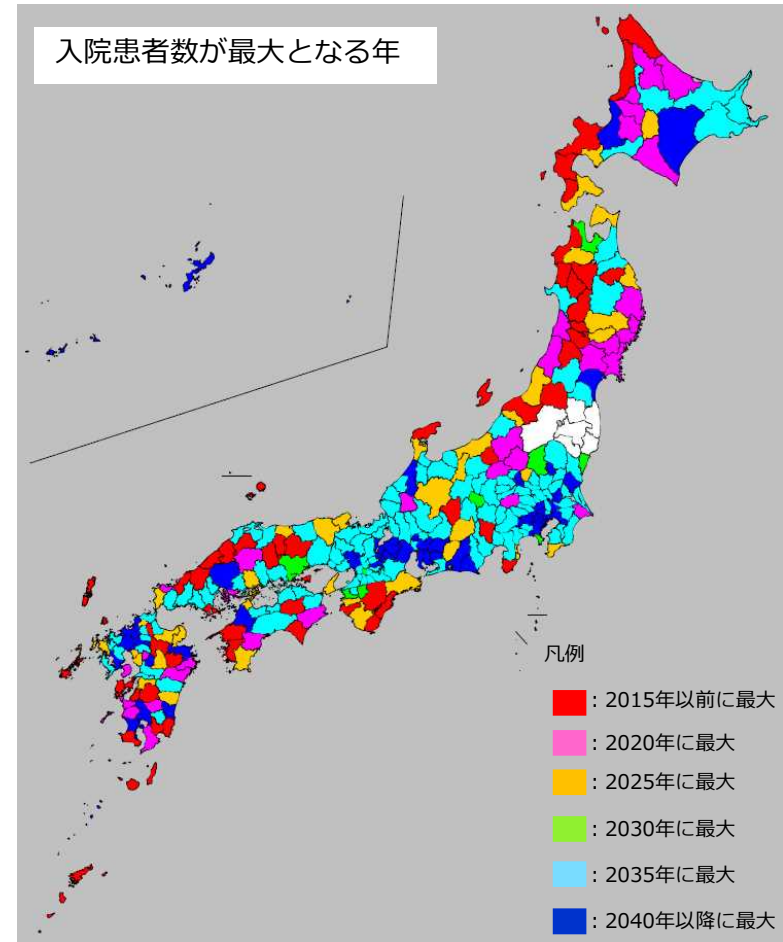 入院患者数が最大となる年
凡例
：2015年以前に最大
：2020年に最大
：2025年に最大
：2030年に最大
：2035年に最大
：2040年以降に最大